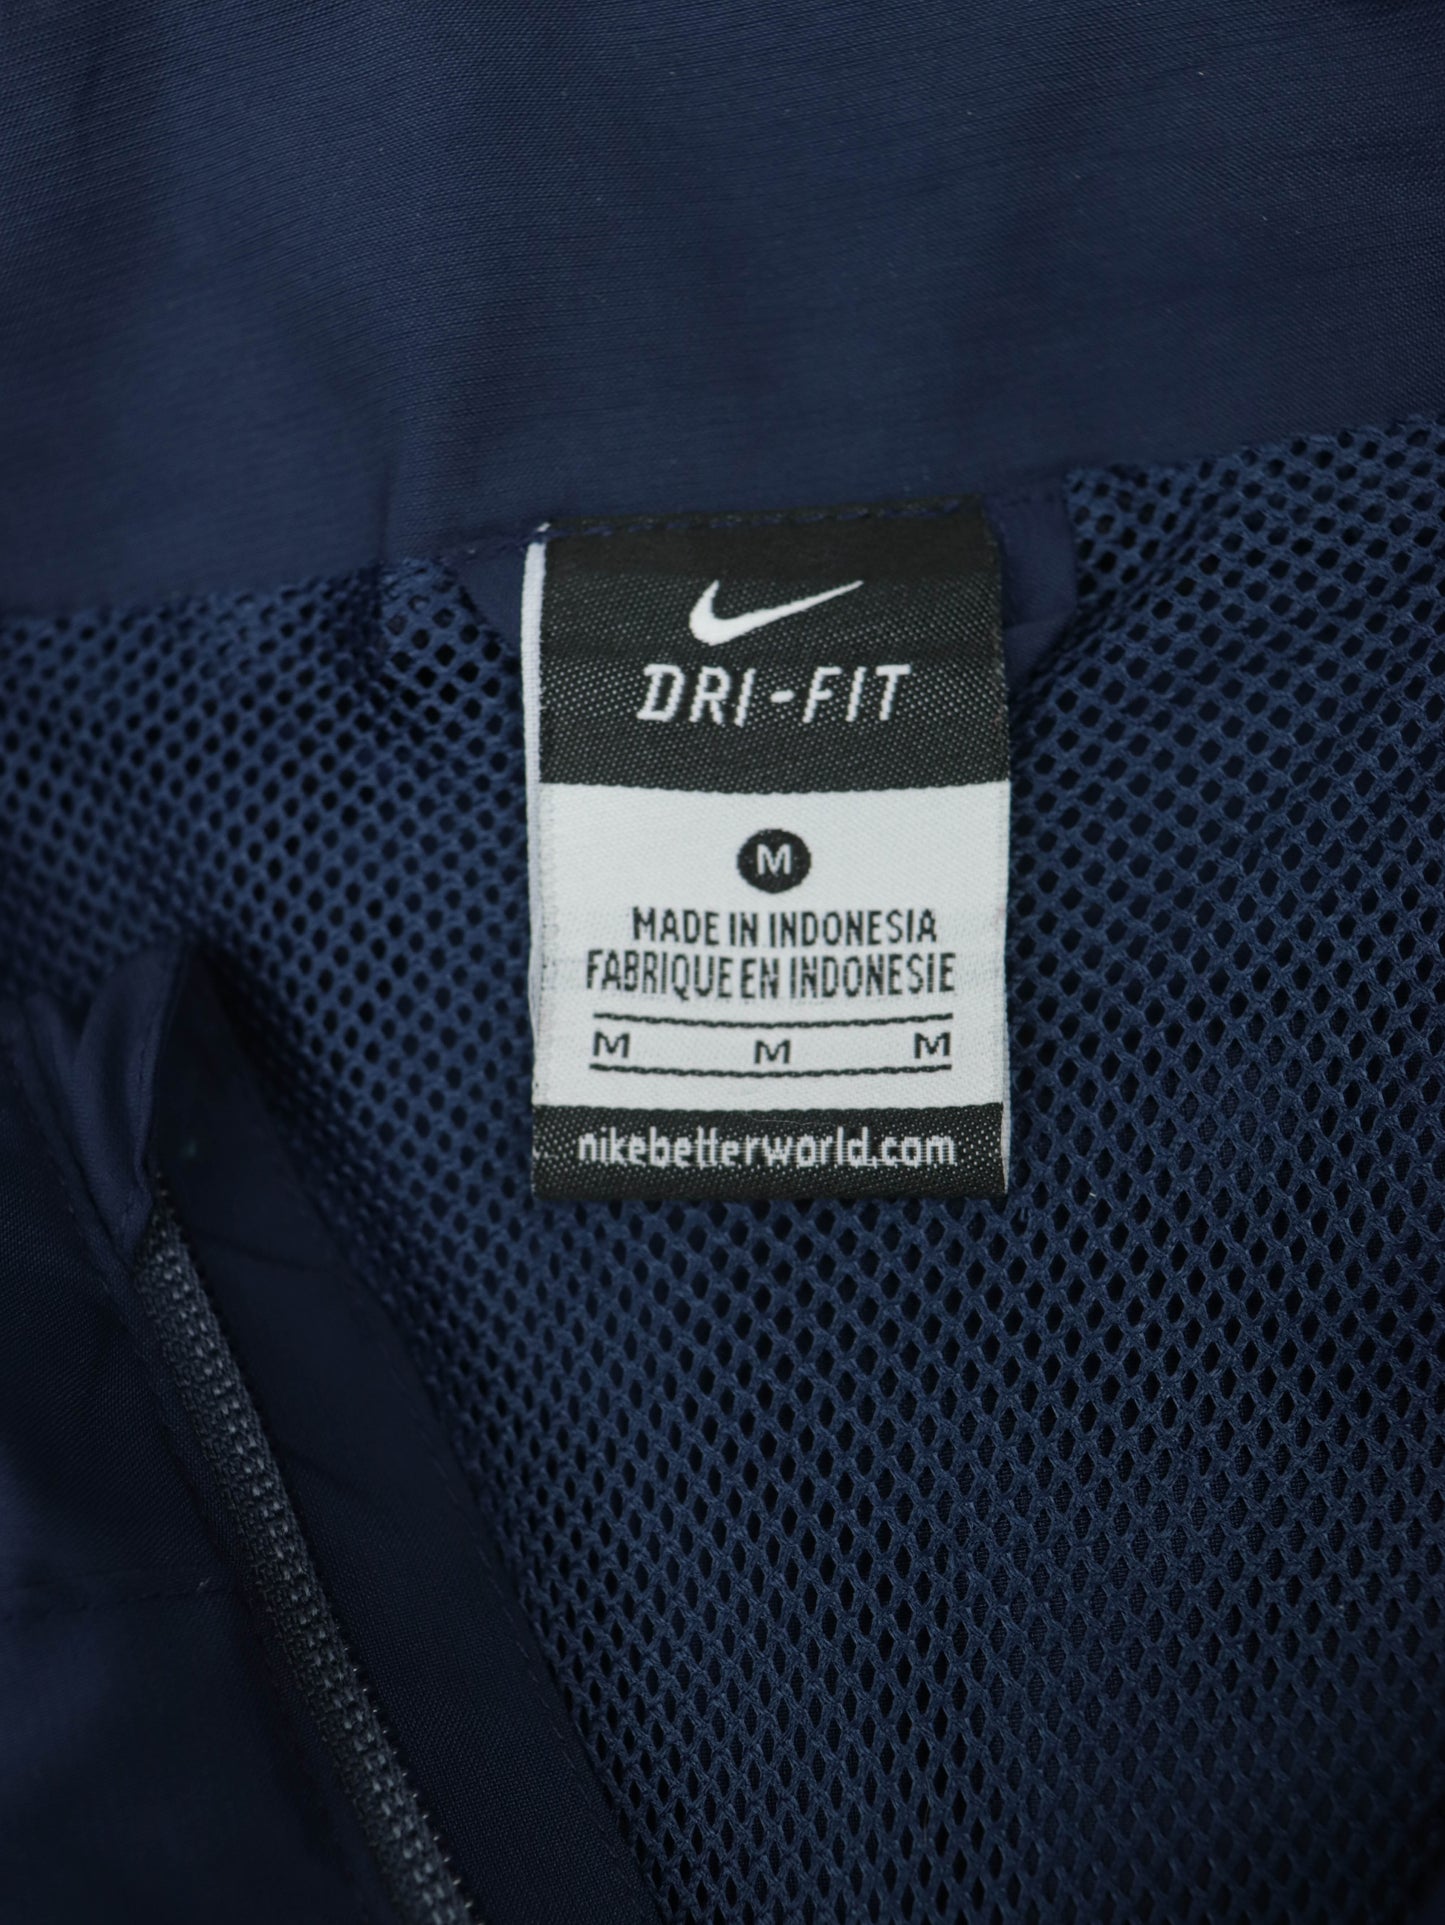 DRI-FIT
M
MADE IN INDONESIA
FABRIQUE EN INDONESIE
M M M
nikebetterworld.com